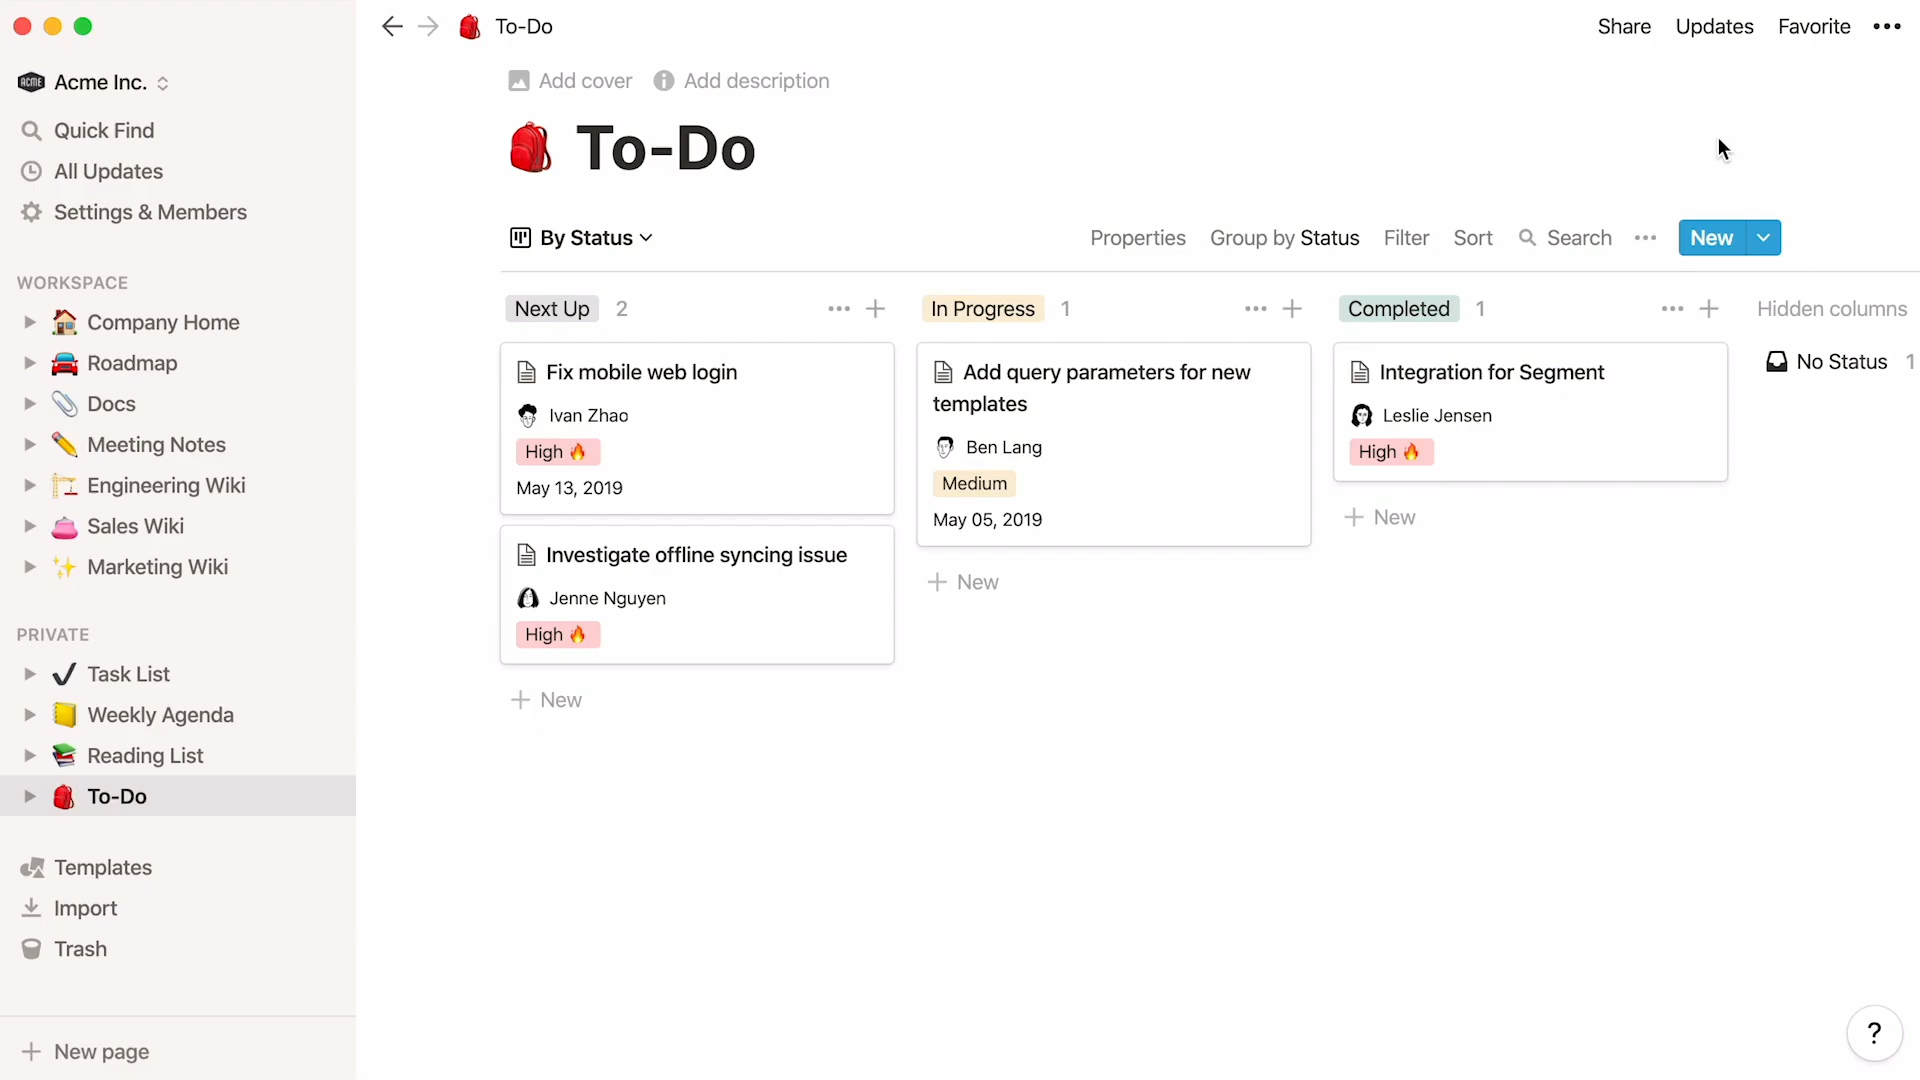 To-Do
Share
Updates
Favorite
ACME
Acme Inc.
Quick Find
All Updates
Settings & Members
WORKSPACE
Company Home
Roadmap
Docs
Meeting Notes
Engineering Wiki
Sales Wiki
Marketing Wiki
PRIVATE
Task List
Weekly Agenda
Reading List
To-Do
Templates
Import
Trash
New page
Add cover
Add description
To-Do
By Status
Properties
Group by Status
Filter
Sort
Search
New
Next Up 2
Fix mobile web login
Ivan Zhao
High
May 13, 2019
Investigate offline syncing issue
Jenne Nguyen
High
New
In Progress 1
Add query parameters for new
templates
Ben Lang
Medium
May 05, 2019
New
Completed 1
Integration for Segment
Leslie Jensen
High
New
Hidden columns
No Status 1
?